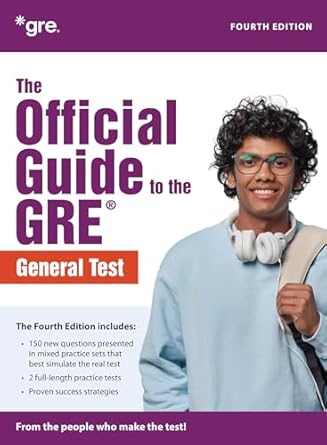 *gre.
FOURTH EDITION
The
Official
Guide to the
GRE®
General Test
The Fourth Edition includes:
• 150 new questions presented
in mixed practice sets that
best simulate the real test
• 2 full-length practice tests
• Proven success strategies
From the people who make the test!